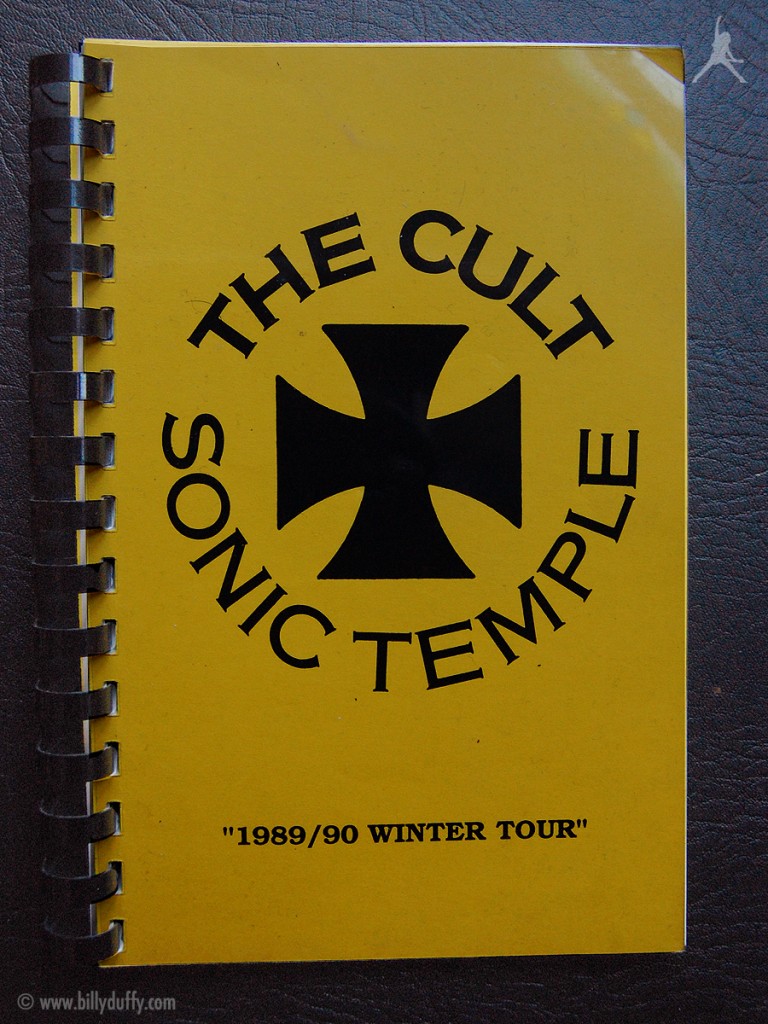 THE CULT
SONIC TEMPLE
"1989/90 WINTER TOUR"
© www.billyduffy.com